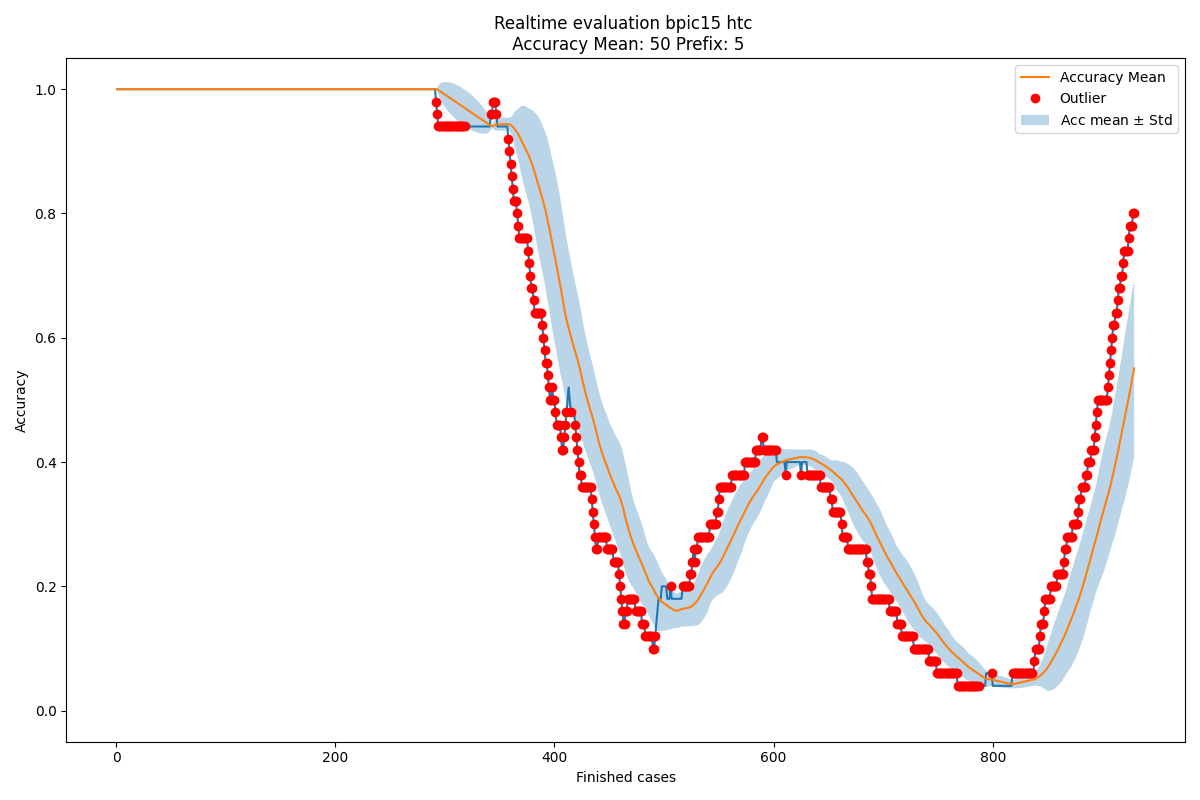 Realtime evaluation bpic15 htc
Accuracy Mean: 50 Prefix: 5
Accuracy Mean
Outlier
Acc mean ± Std
1.0
0.8
0.6
0.4
0.2
0.0
Accuracy
0 200 400 600 800
Finished cases